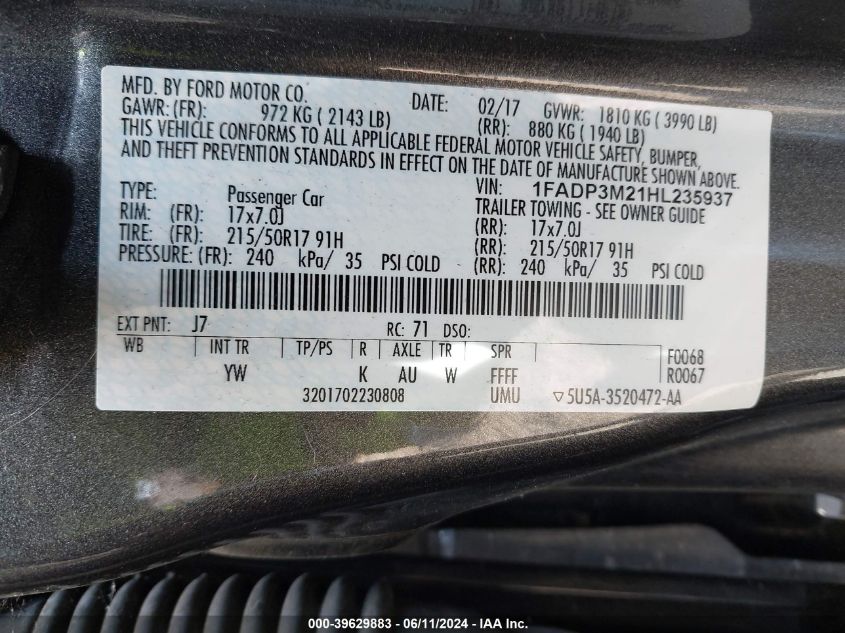 MFD. BY FORD MOTOR CO.
DATE: 02/17 GVWR: 1810 KG ( 3990 LB)
GAWR: (FR): 972 KG ( 2143 LB) (RR): 880 KG ( 1940 LB)
THIS VEHICLE CONFORMS TO ALL APPLICABLE FEDERAL MOTOR VEHICLE SAFETY, BUMPER,
AND THEFT PREVENTION STANDARDS IN EFFECT ON THE DATE OF MANUFACTURE SHOWN ABOVE.
VIN: 1FADP3M21HL235937
TYPE: Passenger Car TRAILER TOWING - SEE OWNER GUIDE
RIM: (FR): 17x7.0J (RR): 17x7.0J
TIRE: (FR): 215/50R17 91H (RR): 215/50R17 91H
PRESSURE: (FR): 240 kPa/ 35 PSI COLD (RR): 240 kPa/ 35 PSI COLD
EXT PNT: J7 RC: 71 DSO:
WB INT TR TP/PS R AXLE TR SPR F0068
YW K AU W FFFF R0067
3201702230808 UMU ▽5U5A-3520472-AA
000-39629883 - 06/11/2024 - IAA Inc.